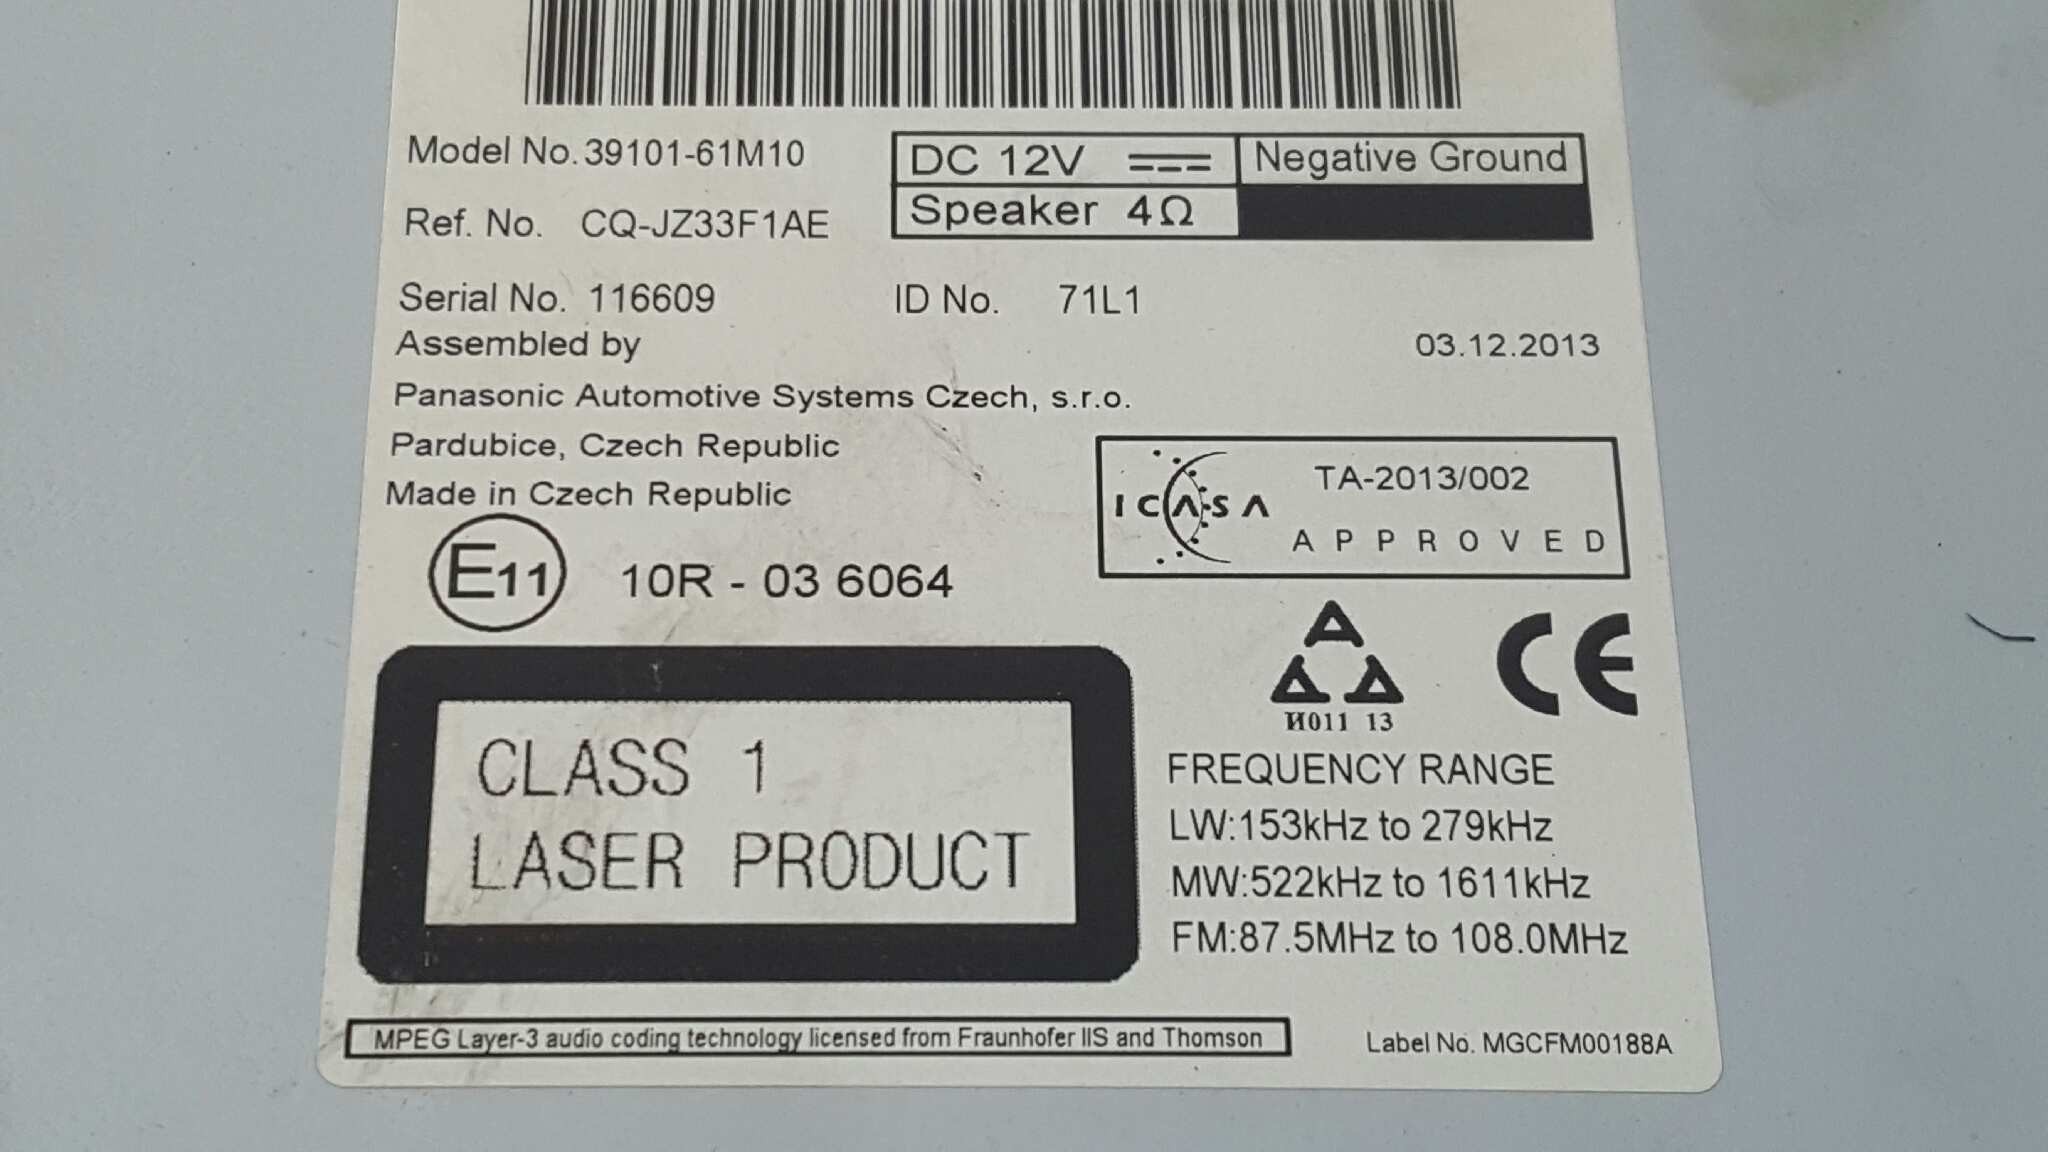 Model No. 39101-61M10
DC 12V
Negative Ground
Ref. No. CQ-JZ33F1AE
Speaker 4Ω
Serial No. 116609
ID No. 71L1
Assembled by
03.12.2013
Panasonic Automotive Systems Czech, s.r.o.
Pardubice, Czech Republic
Made in Czech Republic
ICASA
TA-2013/002
APPROVED
E11
10R - 03 6064
CE
И011 13
CLASS 1
LASER PRODUCT
FREQUENCY RANGE
LW:153kHz to 279kHz
MW:522kHz to 1611kHz
FM:87.5MHz to 108.0MHz
MPEG Layer-3 audio coding technology licensed from Fraunhofer IIS and Thomson
Label No. MGCFM00188A